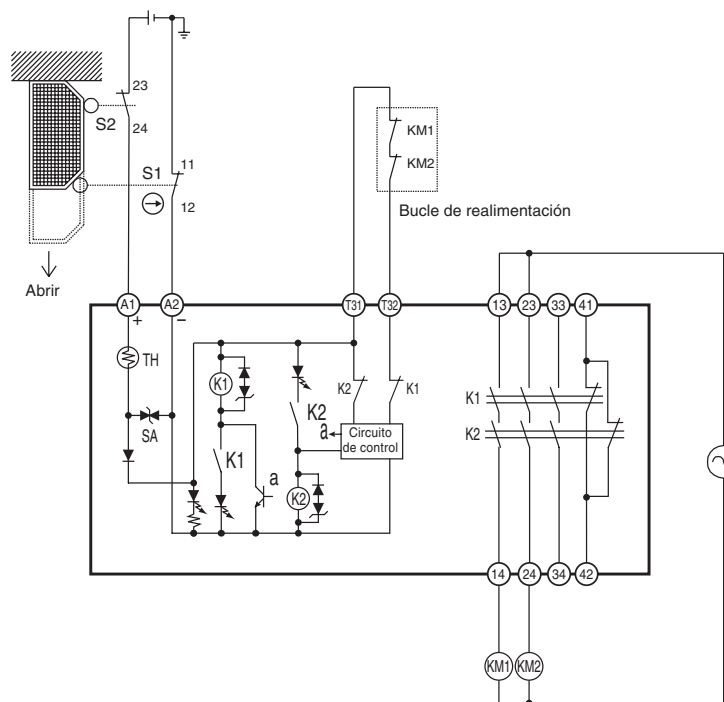 23
S2
24
S1
11
12
Abrir
KM1
KM2
Bucle de realimentación
A1
A2
T31
T32
13
23
33
41
+
−
TH
SA
K1
K1
a
K2
K2
K2
K1
a
Circuito
de control
K1
K2
14
24
34
42
KM1
KM2